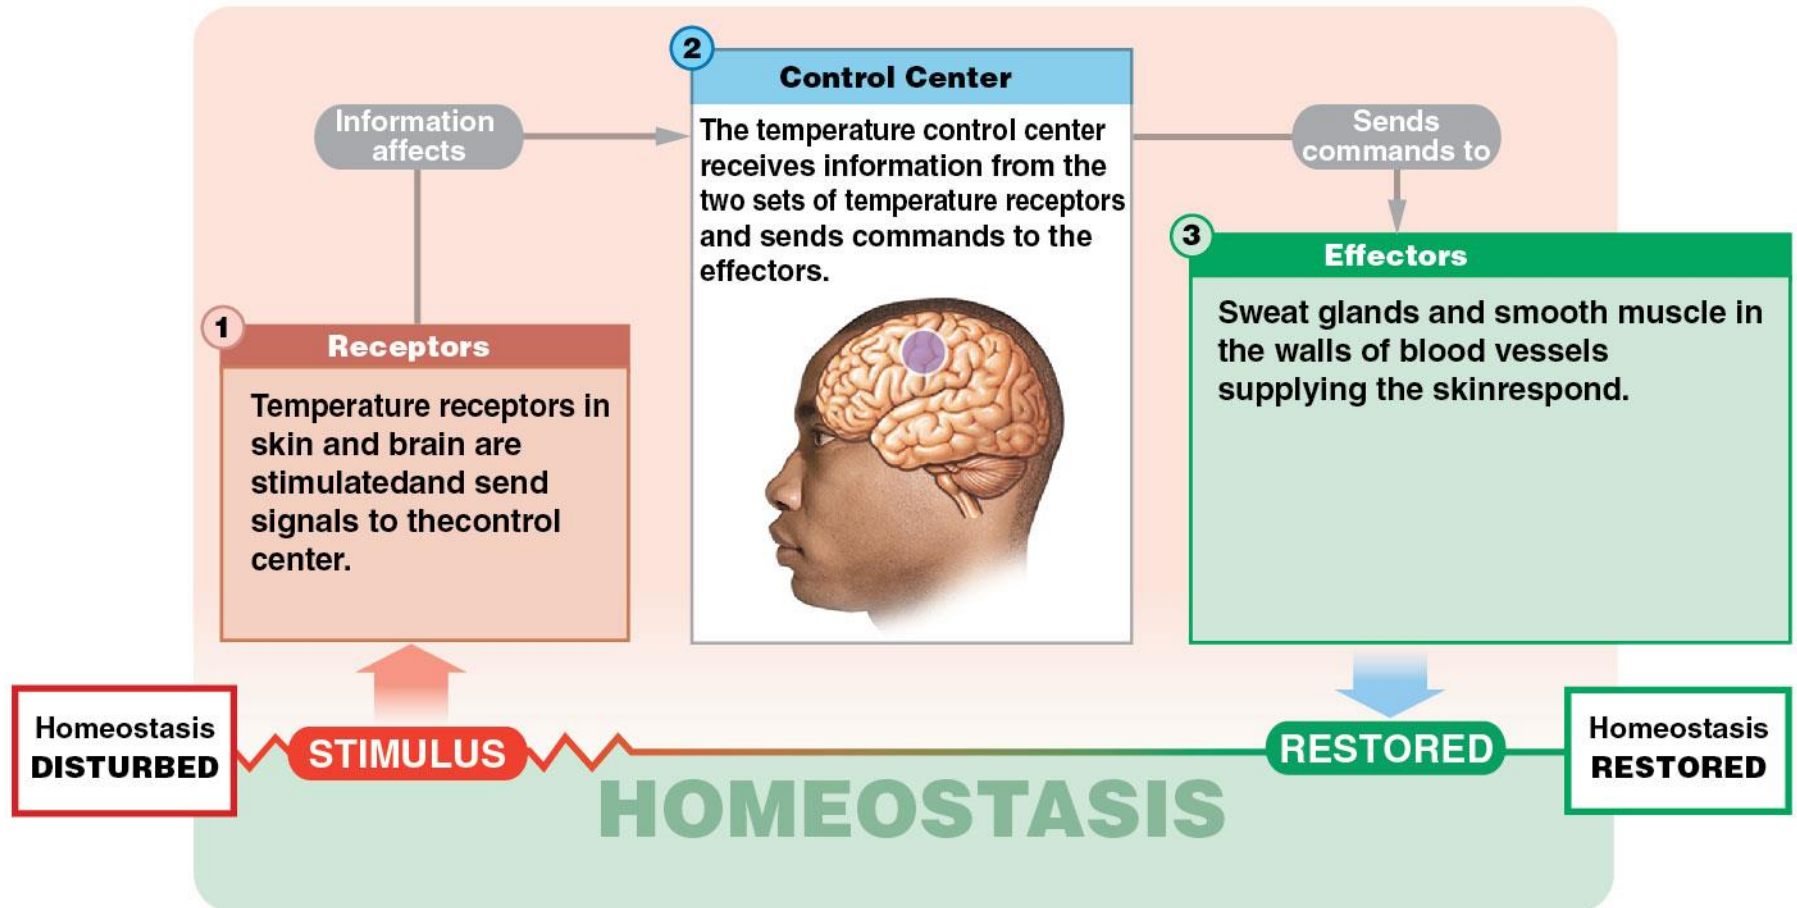 2
Control Center
The temperature control center
receives information from the
two sets of temperature receptors
and sends commands to the
effectors.
Information
affects
Sends
commands to
1
Receptors
Temperature receptors in
skin and brain are
stimulatedand send
signals to thecontrol
center.
3
Effectors
Sweat glands and smooth muscle in
the walls of blood vessels
supplying the skinrespond.
Homeostasis
DISTURBED
STIMULUS
RESTORED
Homeostasis
RESTORED
HOMEOSTASIS